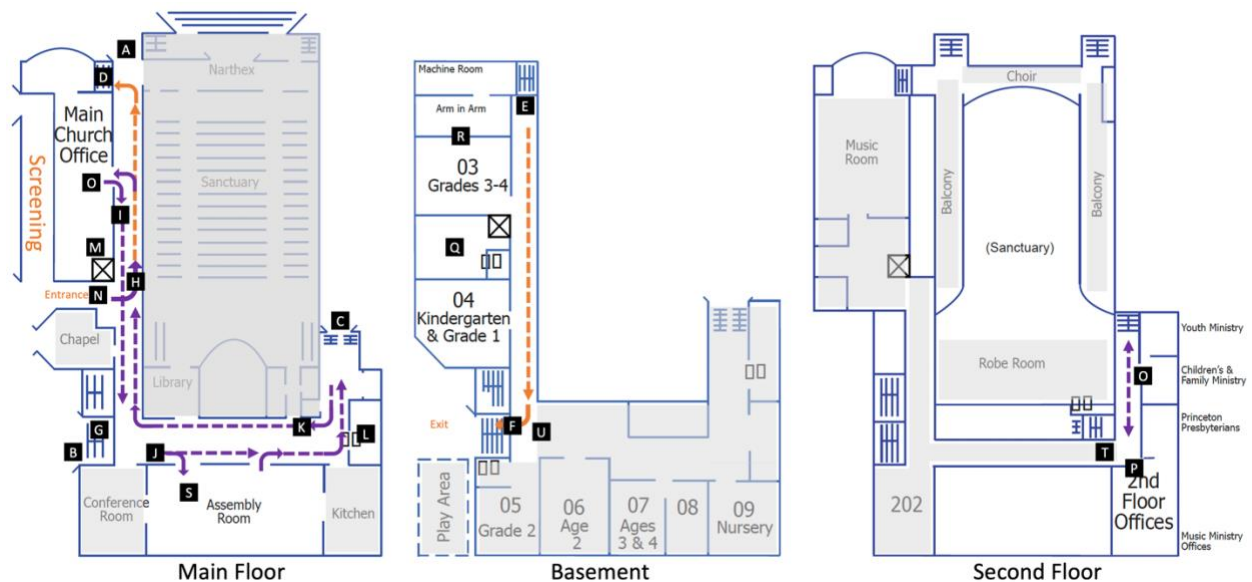 A
D
Narthex
Main
Church
Office
Screening
O
Sanctuary
I
M
H
N
Entrance
Chapel
C
Library
G
K
L
B
J
S
Conference
Room
Assembly
Room
Kitchen
Main Floor
Machine Room
E
Arm in Arm
R
03
Grades 3-4
Q
04
Kindergarten
& Grade 1
Exit
F
U
Play Area
05
Grade 2
06
Age
2
07
Ages
3 & 4
08
09
Nursery
Basement
Choir
Music
Room
Balcony
Balcony
(Sanctuary)
Youth Ministry
Robe Room
O
Children's &
Family Ministry
Princeton
Presbyterians
T
P
2nd
Floor
Offices
202
Music Ministry
Offices
Second Floor